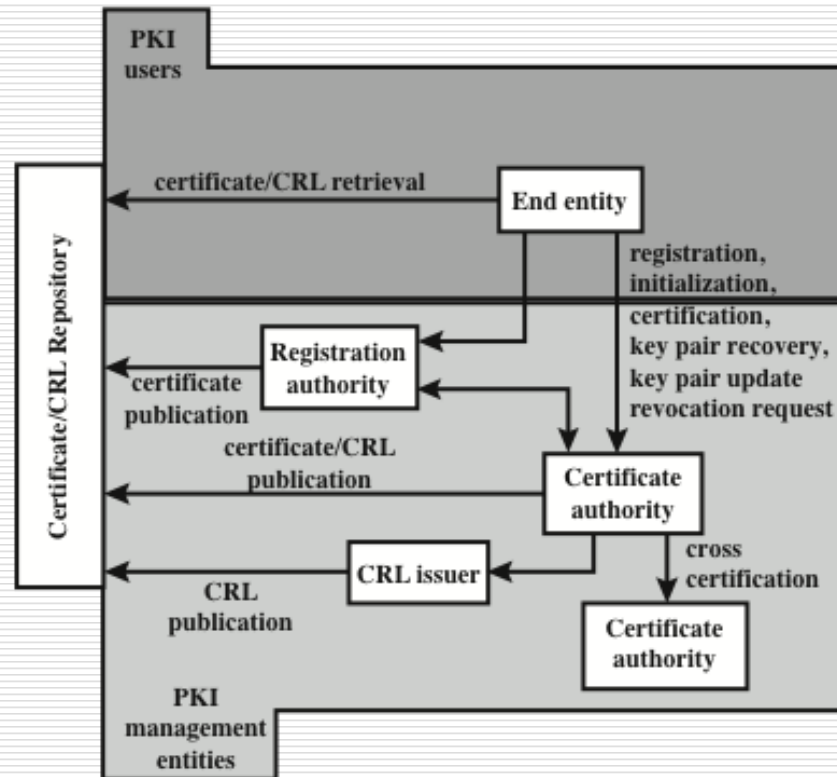 PKI
users
certificate/CRL retrieval
End entity
Certificate/CRL Repository
registration,
initialization,
certification,
key pair recovery,
key pair update
revocation request
Registration
authority
certificate
publication
certificate/CRL
publication
Certificate
authority
CRL issuer
CRL
publication
cross
certification
Certificate
authority
PKI
management
entities